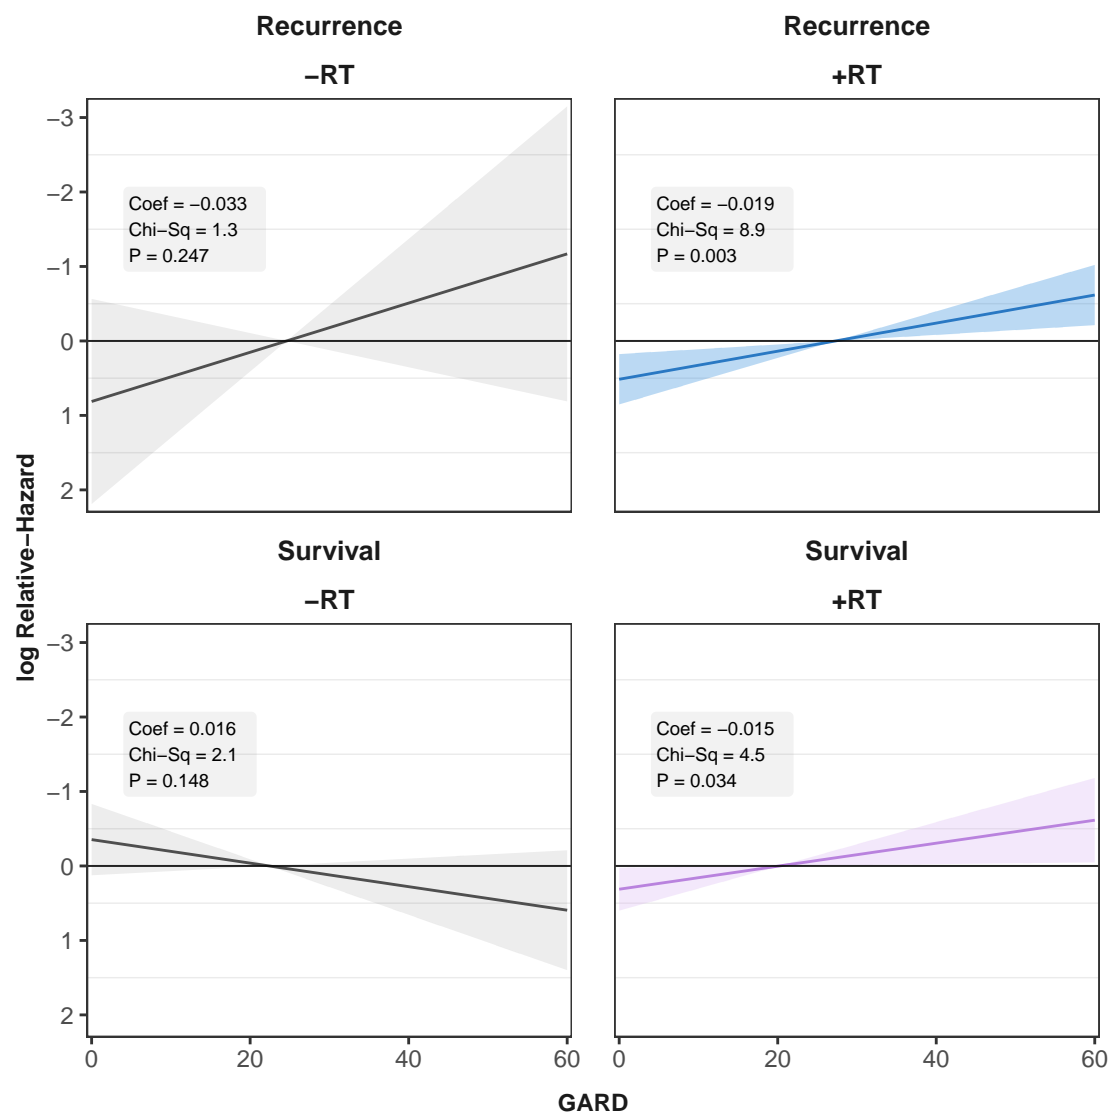 Recurrence
−RT
Recurrence
+RT
−3
−2
−1
0
1
2
Coef = −0.033
Chi−Sq = 1.3
P = 0.247
Coef = −0.019
Chi−Sq = 8.9
P = 0.003
log Relative−Hazard
Survival
−RT
Survival
+RT
−3
−2
−1
0
1
2
Coef = 0.016
Chi−Sq = 2.1
P = 0.148
Coef = −0.015
Chi−Sq = 4.5
P = 0.034
0 20 40 60
0 20 40 60
GARD